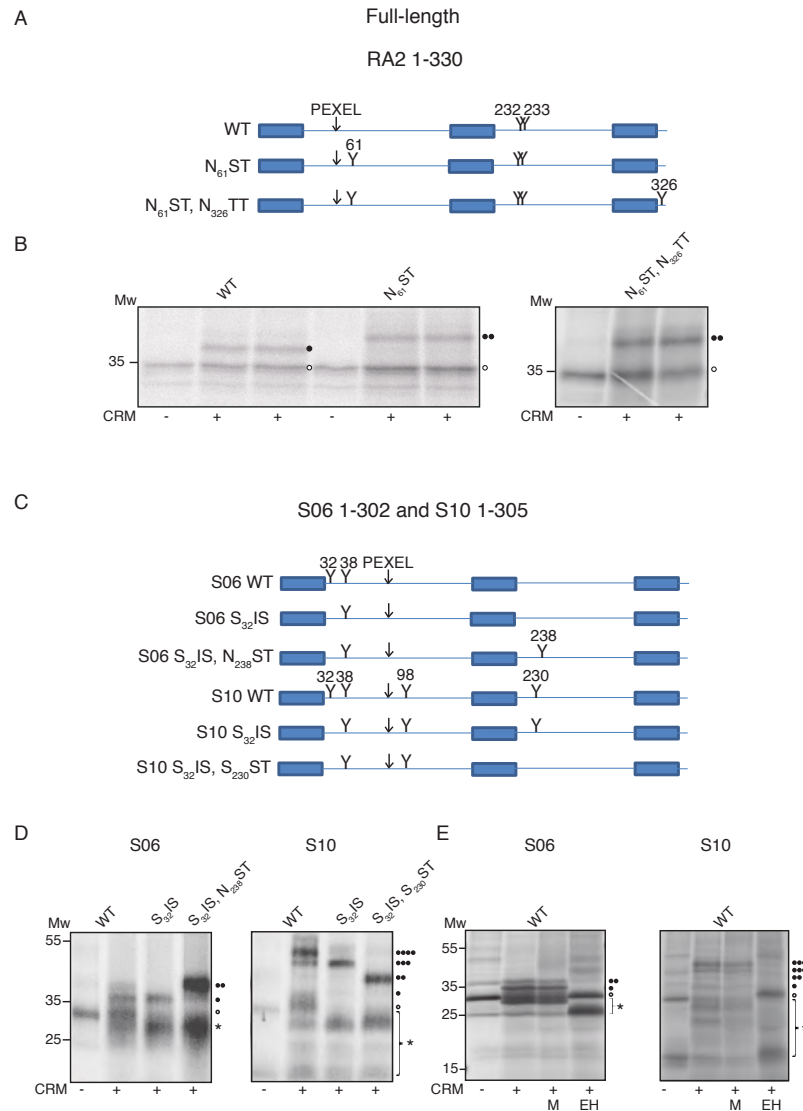 A
Full-length
RA2 1-330
PEXEL
232 233
WT
61
N₆₁ST
326
N₆₁ST, N₃₂₆TT
B
WT
N₆₁ST
N₆₁ST, N₃₂₆TT
Mw
Mw
35
35
CRM - + + - + +
- + +
C
S06 1-302 and S10 1-305
32 38 PEXEL
S06 WT
S06 S₃₂IS
238
S06 S₃₂IS, N₂₃₈ST
32 38 98 230
S10 WT
S10 S₃₂IS
S10 S₃₂IS, S₂₃₀ST
D
S06
S10
WT
S₃₂IS
S₃₂IS, N₂₃₈ST
WT
S₃₂IS
S₃₂IS, S₂₃₀ST
Mw
55
35
25
*
*
CRM - + + +
- + + +
E
S06
S10
WT
WT
Mw
55
35
25
15
*
CRM - + + +
M EH
- + + +
M EH